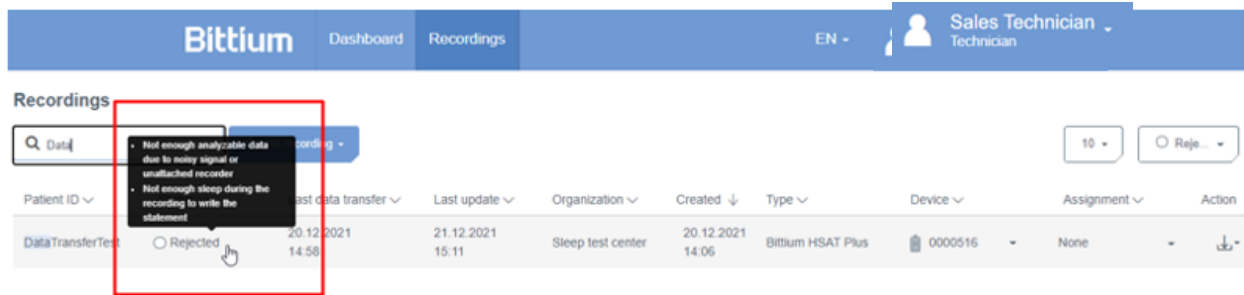 Bittium
Dashboard
Recordings
EN
Sales Technician
Technician
Recordings
Data
Not enough analyzable data
due to noisy signal or
unattached recorder
Not enough sleep during the
recording to write the
statement
10
Reje...
Patient ID
data transfer
Last update
Organization
Created
Type
Device
Assignment
Action
DataTransferTest
Rejected
20.12.2021
14:58
21.12.2021
15:11
Sleep test center
20.12.2021
14:06
Bittium HSAT Plus
0000516
None